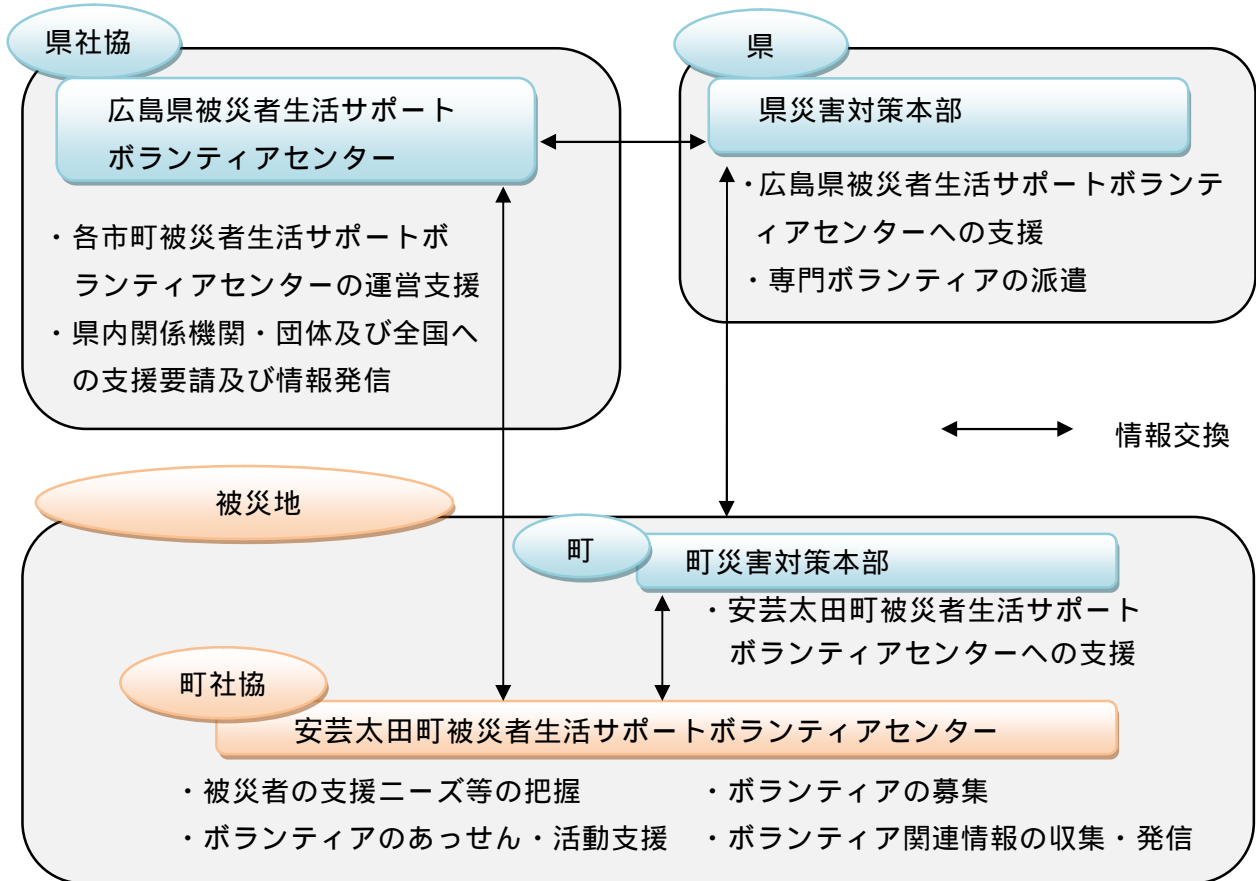 県社協
広島県被災者生活サポート
ボランティアセンター
・各市町被災者生活サポートボ
ランティアセンターの運営支援
・県内関係機関・団体及び全国へ
の支援要請及び情報発信
県
県災害対策本部
・広島県被災者生活サポートボランテ
ィアセンターへの支援
・専門ボランティアの派遣
情報交換
被災地
町
町災害対策本部
・安芸太田町被災者生活サポート
ボランティアセンターへの支援
町社協
安芸太田町被災者生活サポートボランティアセンター
・被災者の支援ニーズ等の把握
・ボランティアのあっせん・活動支援
・ボランティアの募集
・ボランティア関連情報の収集・発信